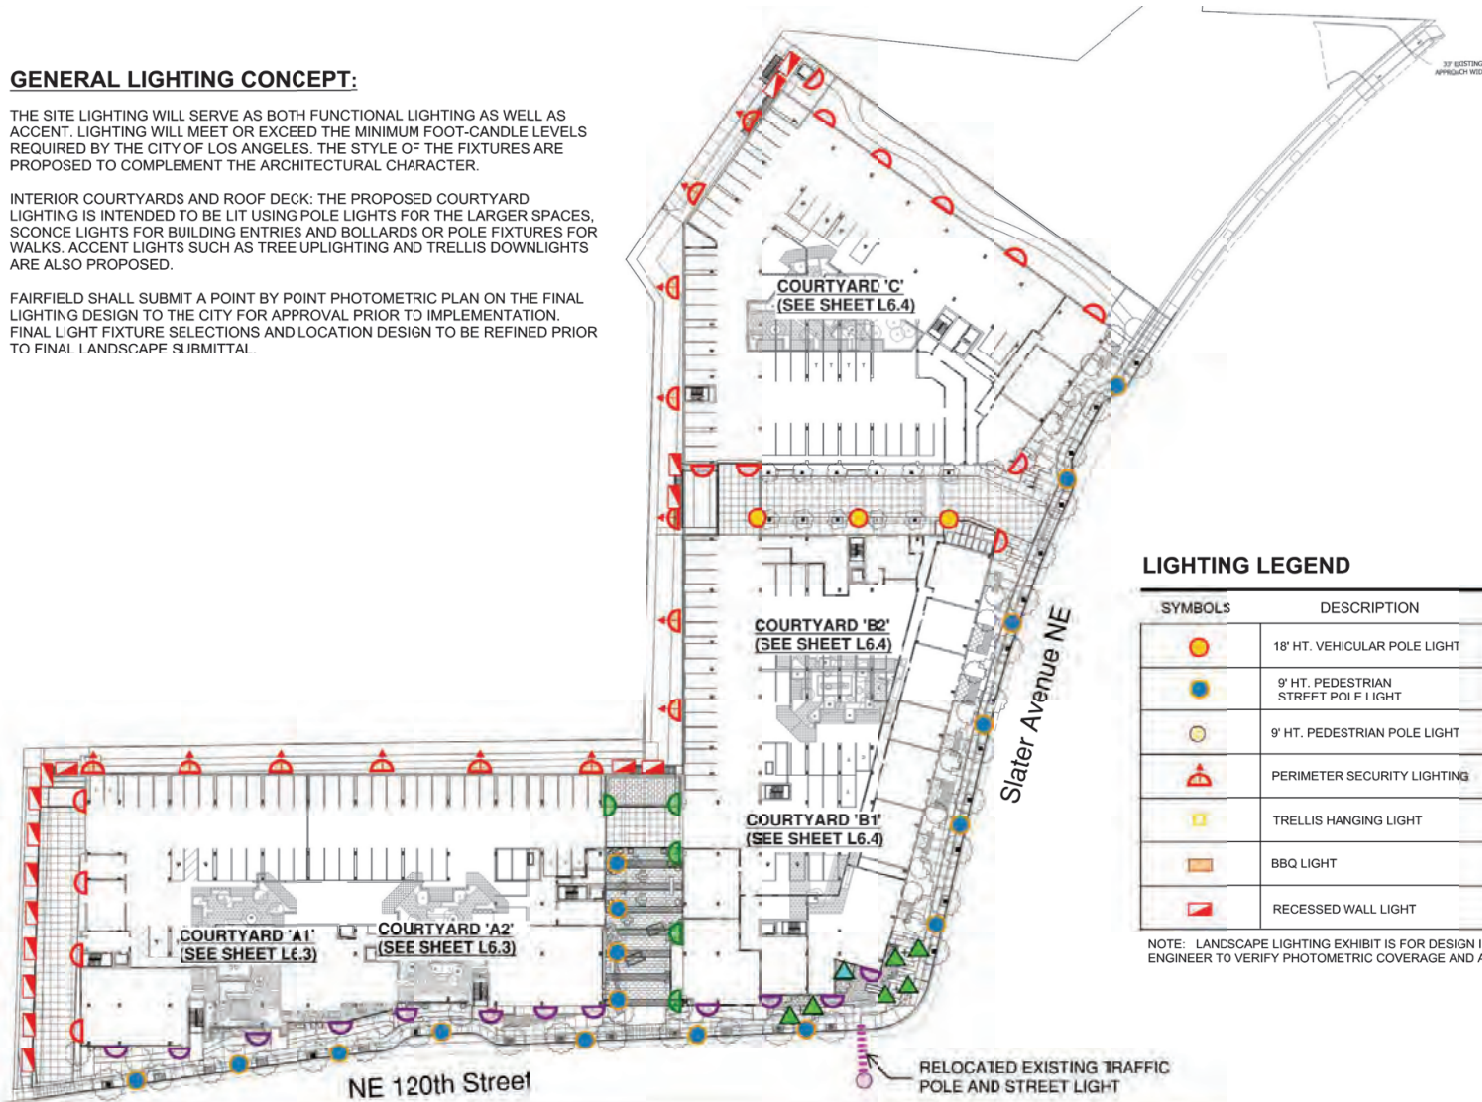 GENERAL LIGHTING CONCEPT:
THE SITE LIGHTING WILL SERVE AS BOTH FUNCTIONAL LIGHTING AS WELL AS
ACCENT. LIGHTING WILL MEET OR EXCEED THE MINIMUM FOOT-CANDLE LEVELS
REQUIRED BY THE CITY OF LOS ANGELES. THE STYLE OF THE FIXTURES ARE
PROPOSED TO COMPLEMENT THE ARCHITECTURAL CHARACTER.
INTERIOR COURTYARDS AND ROOF DECK: THE PROPOSED COURTYARD
LIGHTING IS INTENDED TO BE LIT USING POLE LIGHTS FOR THE LARGER SPACES,
SCONCE LIGHTS FOR BUILDING ENTRIES AND BOLLARDS OR POLE FIXTURES FOR
WALKS. ACCENT LIGHTS SUCH AS TREE UPLIGHTING AND TRELLIS DOWNLIGHTS
ARE ALSO PROPOSED.
FAIRFIELD SHALL SUBMIT A POINT BY POINT PHOTOMETRIC PLAN ON THE FINAL
LIGHTING DESIGN TO THE CITY FOR APPROVAL PRIOR TO IMPLEMENTATION.
FINAL LIGHT FIXTURE SELECTIONS AND LOCATION DESIGN TO BE REFINED PRIOR
TO FINAL LANDSCAPE SUBMITTAL.
33' EXISTING
APPROACH WID
COURTYARD 'C'
(SEE SHEET L6.4)
COURTYARD 'B2'
(SEE SHEET L6.4)
COURTYARD 'B1'
(SEE SHEET L6.4)
COURTYARD 'A1'
(SEE SHEET L6.3)
COURTYARD 'A2'
(SEE SHEET L6.3)
Slater Avenue NE
NE 120th Street
RELOCATED EXISTING TRAFFIC
POLE AND STREET LIGHT
LIGHTING LEGEND
SYMBOLS DESCRIPTION
18' HT. VEHICULAR POLE LIGHT
9' HT. PEDESTRIAN
STREET POLE LIGHT
9' HT. PEDESTRIAN POLE LIGHT
PERIMETER SECURITY LIGHTING
TRELLIS HANGING LIGHT
BBQ LIGHT
RECESSED WALL LIGHT
NOTE: LANDSCAPE LIGHTING EXHIBIT IS FOR DESIGN I
ENGINEER TO VERIFY PHOTOMETRIC COVERAGE AND A